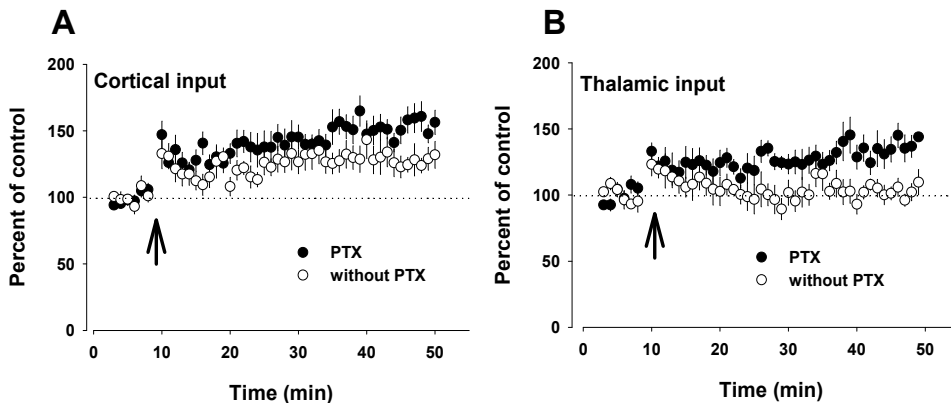 A
Cortical input
Percent of control
200
150
100
50
0
PTX
without PTX
0 10 20 30 40 50
Time (min)
B
Thalamic input
Percent of control
200
150
100
50
0
PTX
without PTX
0 10 20 30 40 50
Time (min)